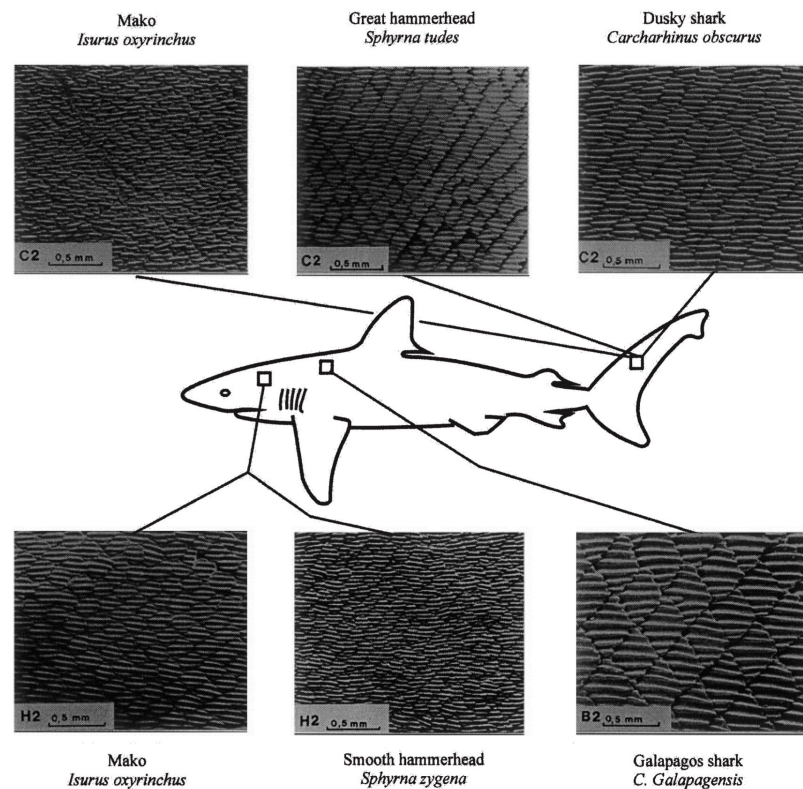 Mako
Isurus oxyrinchus
Great hammerhead
Sphyrna tudes
Dusky shark
Carcharhinus obscurus
C2 0,5 mm
C2 0,5 mm
C2 0,5 mm
H2 0,5 mm
H2 0,5 mm
B2 0,5 mm
Mako
Isurus oxyrinchus
Smooth hammerhead
Sphyrna zygena
Galapagos shark
C. Galapagensis